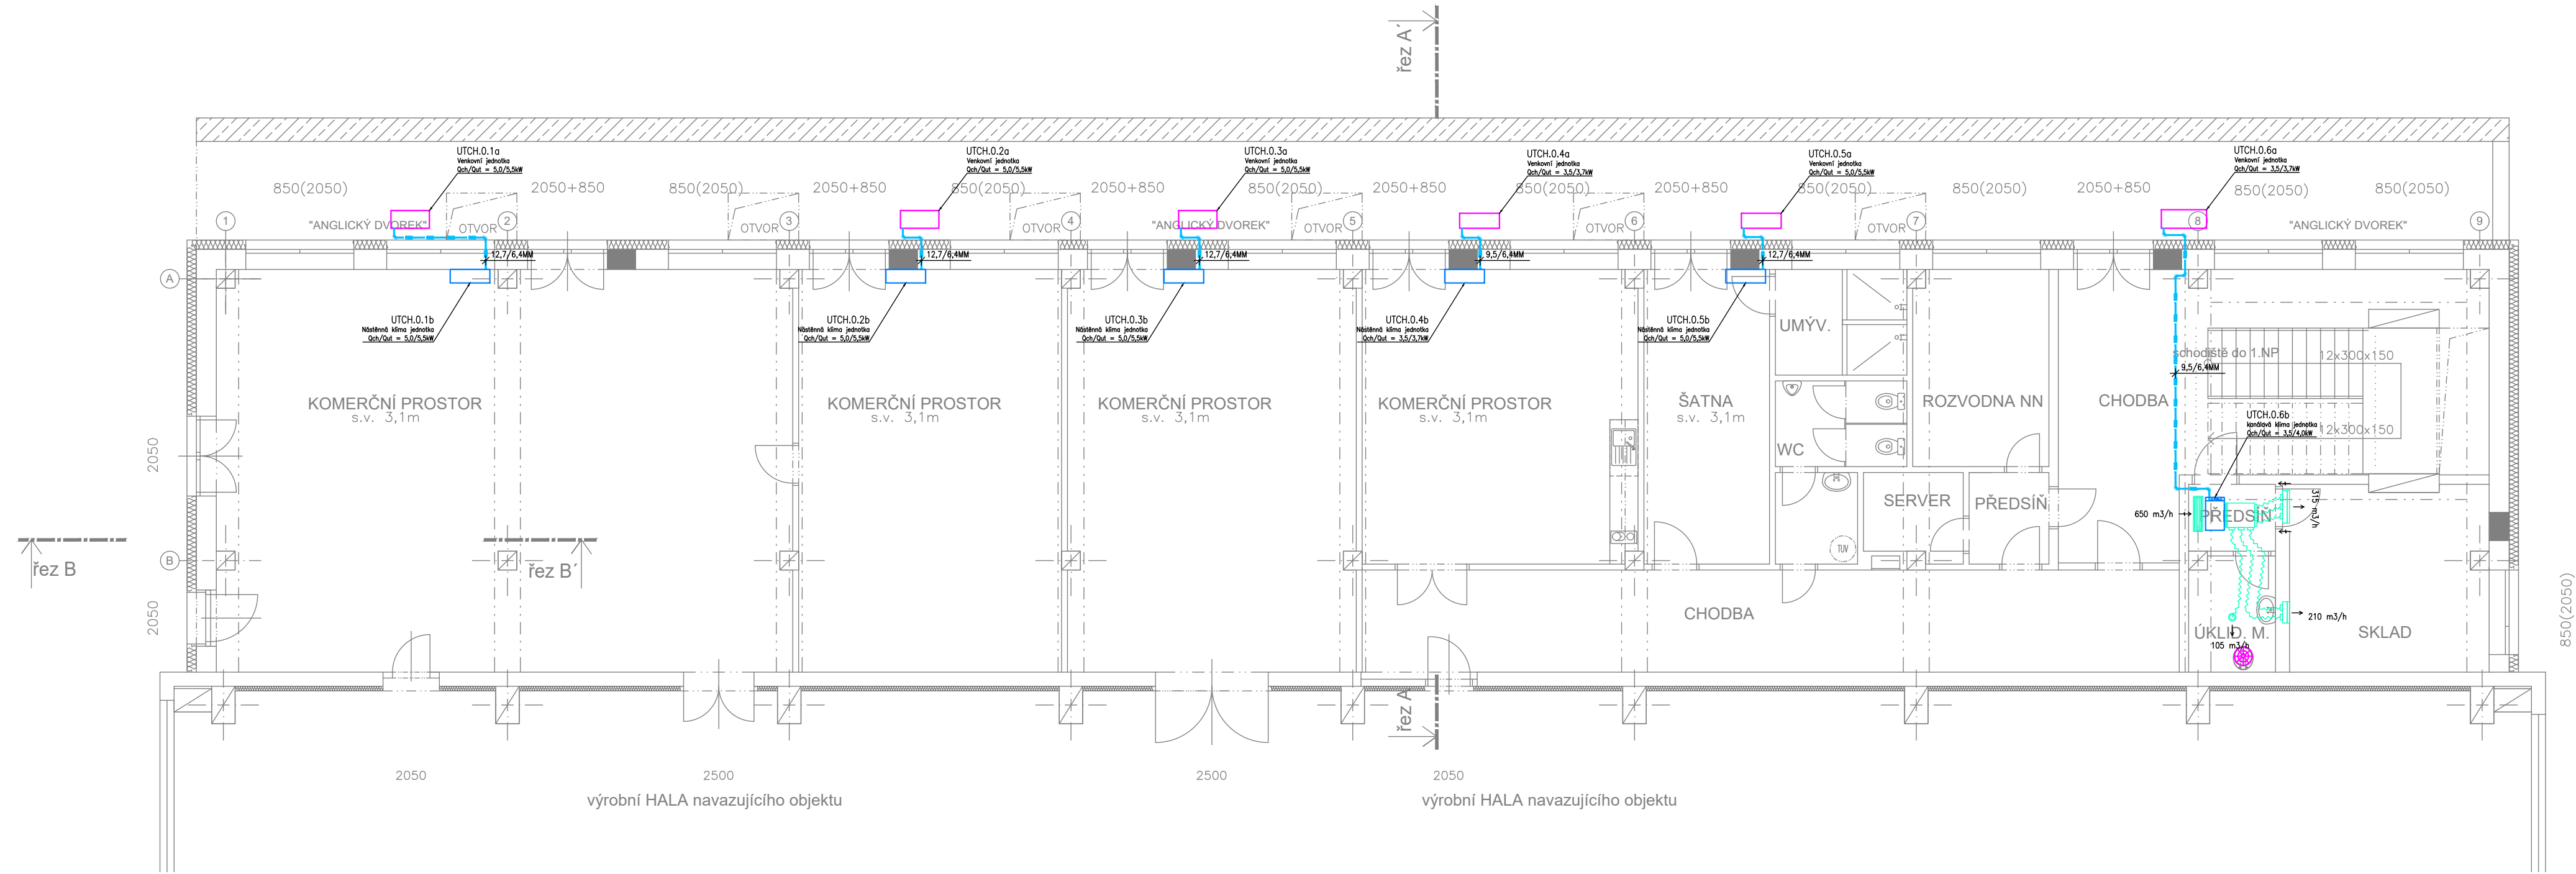 řez A´
UTCH.0.1a
Venkovní jednotka
Qch/Qut = 5,0/5,5kW
UTCH.0.2a
Venkovní jednotka
Qch/Qut = 5,0/5,5kW
UTCH.0.3a
Venkovní jednotka
Qch/Qut = 5,0/5,5kW
UTCH.0.4a
Venkovní jednotka
Qch/Qut = 3,5/3,7kW
UTCH.0.5a
Venkovní jednotka
Qch/Qut = 5,0/5,5kW
UTCH.0.6a
Venkovní jednotka
Qch/Qut = 3,5/3,7kW
850(2050)
2050+850
850(2050)
2050+850
850(2050)
2050+850
850(2050)
2050+850
850(2050)
2050+850
850(2050)
850(2050)
2050+850
850(2050)
850(2050)
1
"ANGLICKÝ DVOREK"
OTVOR
2
OTVOR
3
OTVOR
4
"ANGLICKÝ DVOREK"
OTVOR
5
OTVOR
6
OTVOR
7
8
"ANGLICKÝ DVOREK"
9
12,7/6,4MM
12,7/6,4MM
12,7/6,4MM
9,5/6,4MM
12,7/6,4MM
A
UTCH.0.1b
Nástěnná klima jednotka
Qch/Qut = 5,0/5,5kW
UTCH.0.2b
Nástěnná klima jednotka
Qch/Qut = 5,0/5,5kW
UTCH.0.3b
Nástěnná klima jednotka
Qch/Qut = 5,0/5,5kW
UTCH.0.4b
Nástěnná klima jednotka
Qch/Qut = 3,5/3,7kW
UTCH.0.5b
Nástěnná klima jednotka
Qch/Qut = 5,0/5,5kW
UMÝV.
schodiště do 1.NP
12x300x150
9,5/6,4MM
KOMERČNÍ PROSTOR
s.v. 3,1m
KOMERČNÍ PROSTOR
s.v. 3,1m
KOMERČNÍ PROSTOR
s.v. 3,1m
KOMERČNÍ PROSTOR
s.v. 3,1m
ŠATNA
s.v. 3,1m
ROZVODNA NN
CHODBA
UTCH.0.6b
kanálová klima jednotka
Qch/Qut = 3,5/4,0kW
12x300x150
2050
WC
SERVER
PŘEDSÍŇ
650 m3/h
PŘEDSÍŇ
315 m3/h
TUV
B
řez B
řez B´
2050
CHODBA
210 m3/h
ÚKLID. M.
105 m3/h
SKLAD
850(2050)
řez A
2050
2500
2500
2050
výrobní HALA navazujícího objektu
výrobní HALA navazujícího objektu